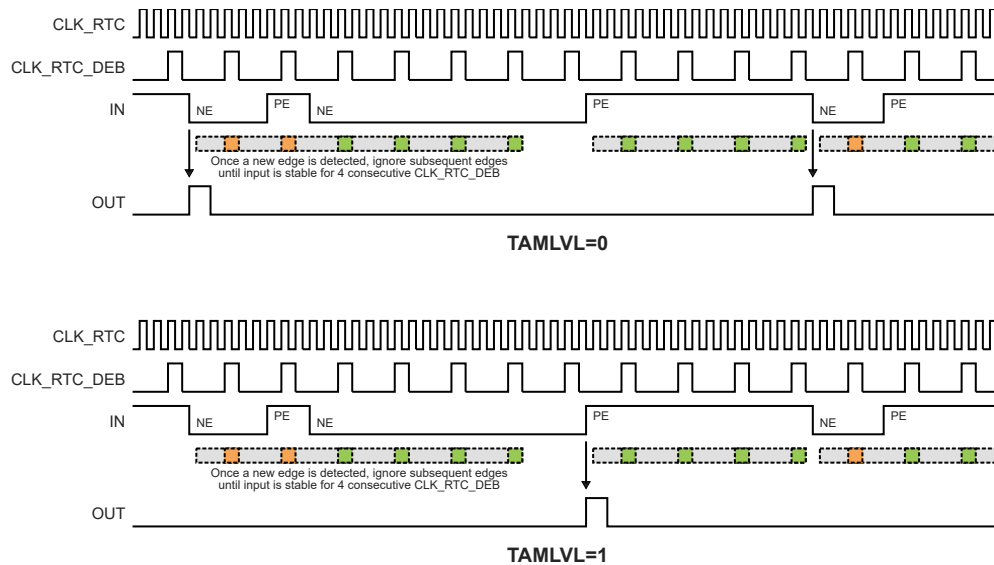 CLK_RTC
CLK_RTC_DEB
IN
NE
PE
NE
PE
NE
PE
Once a new edge is detected, ignore subsequent edges
until input is stable for 4 consecutive CLK_RTC_DEB
OUT
TAMLVL=0
CLK_RTC
CLK_RTC_DEB
IN
NE
PE
NE
PE
NE
PE
Once a new edge is detected, ignore subsequent edges
until input is stable for 4 consecutive CLK_RTC_DEB
OUT
TAMLVL=1